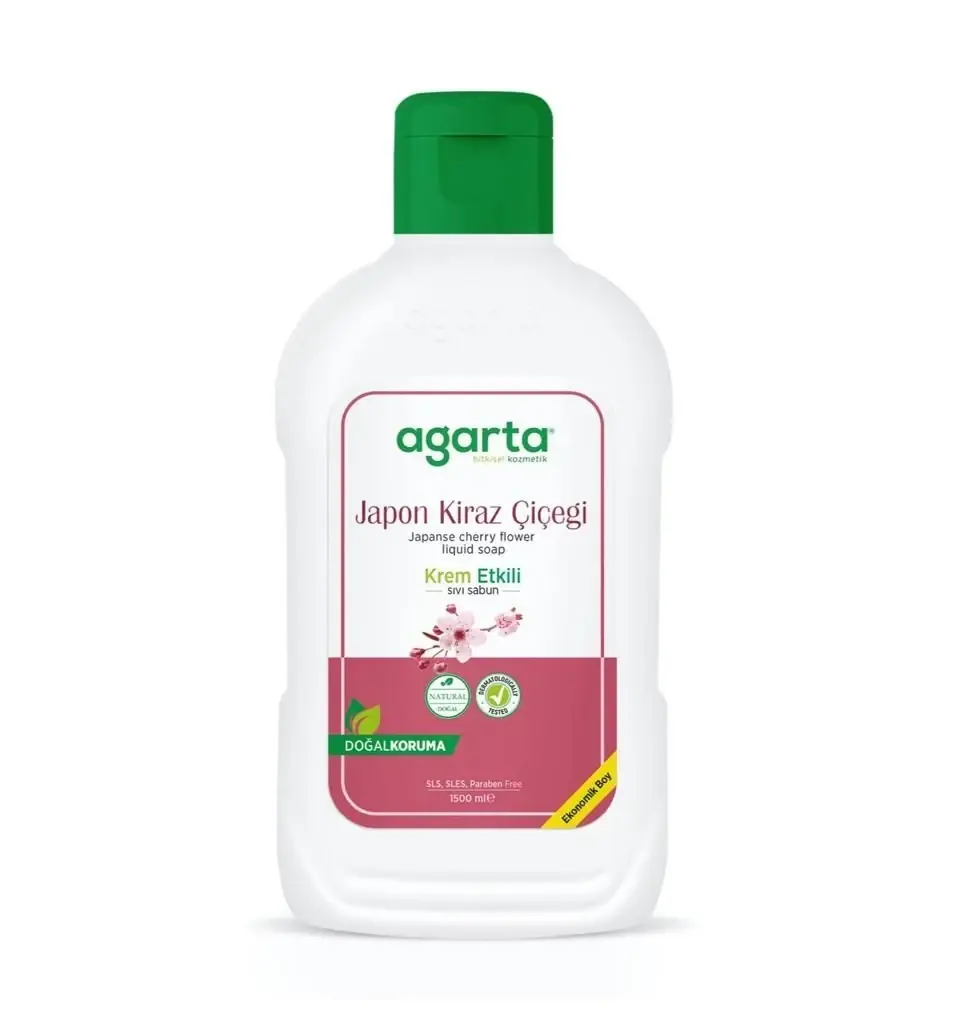 agarta®
bitkisel kozmetik
Japon Kiraz Çiçeği
Japanse cherry flower
liquid soap
Krem Etkili
sıvı sabun
NATURAL
DOĞAL
DERMATOLOGICALLY
TESTED
DOĞALKORUMA
SLS, SLES, Paraben Free
1500 ml℮
Ekonomik Boy